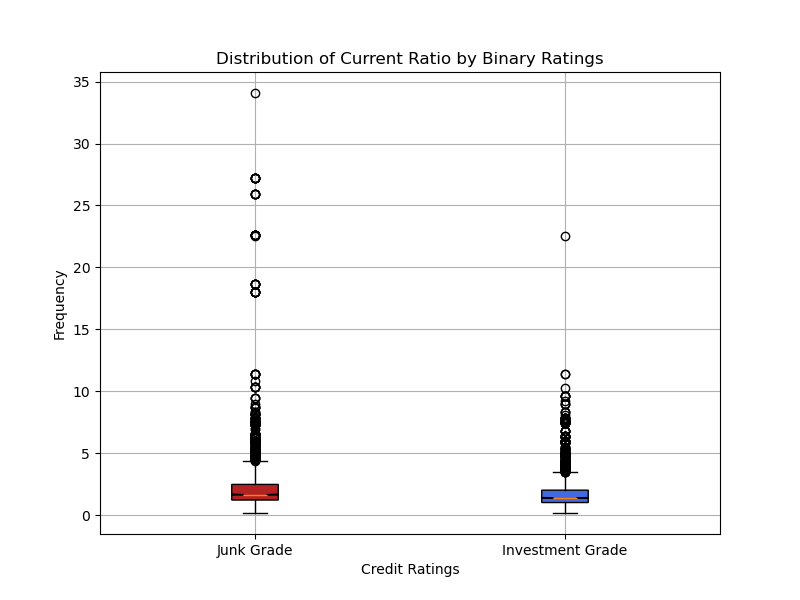 Distribution of Current Ratio by Binary Ratings
35
30
25
20
15
10
5
0
Frequency
Junk Grade
Investment Grade
Credit Ratings